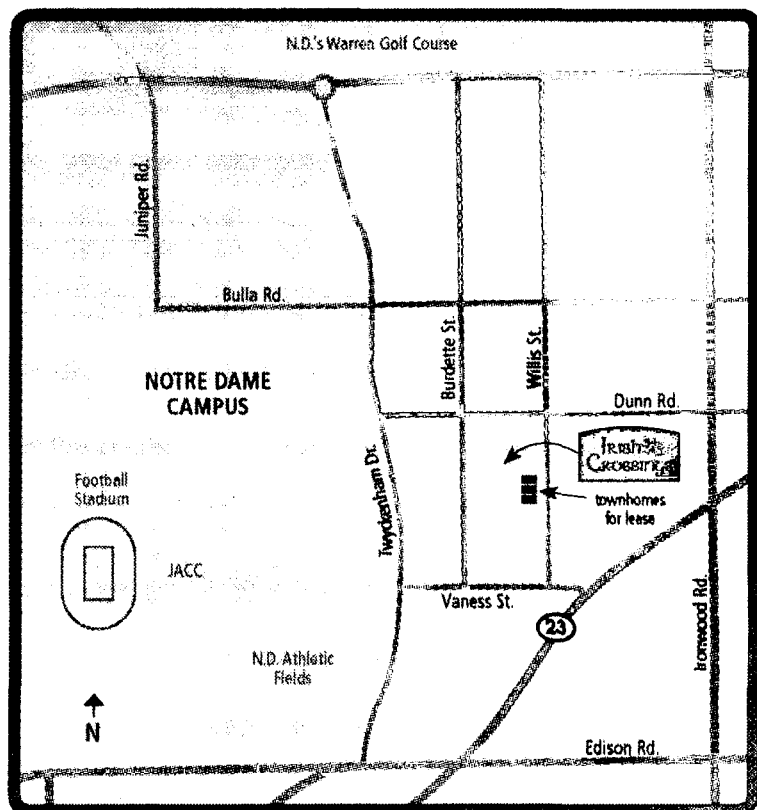 N.D.'s Warren Golf Course
Juniper Rd.
Bulla Rd.
Burdette St.
Willis St.
NOTRE DAME
CAMPUS
Dunn Rd.
IRISH
CROSSINGS
Football
Stadium
Twyckenham Dr.
townhomes
for lease
JACC
Vaness St.
23
Ironwood Rd.
N.D. Athletic
Fields
N
Edison Rd.